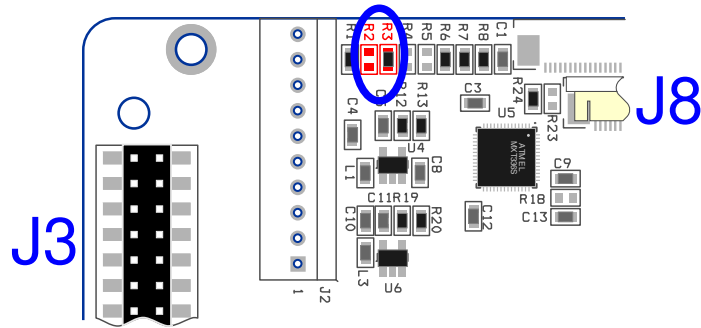 R1
R2
R3
R4
R5
R6
R7
R8
C1
J8
R24
C3
U5
R23
R12
R13
C4
U4
ATMEL
MXT336S
L1
C8
C9
J3
C11
R19
R18
C10
R20
C12
C13
L3
U6
1
J2